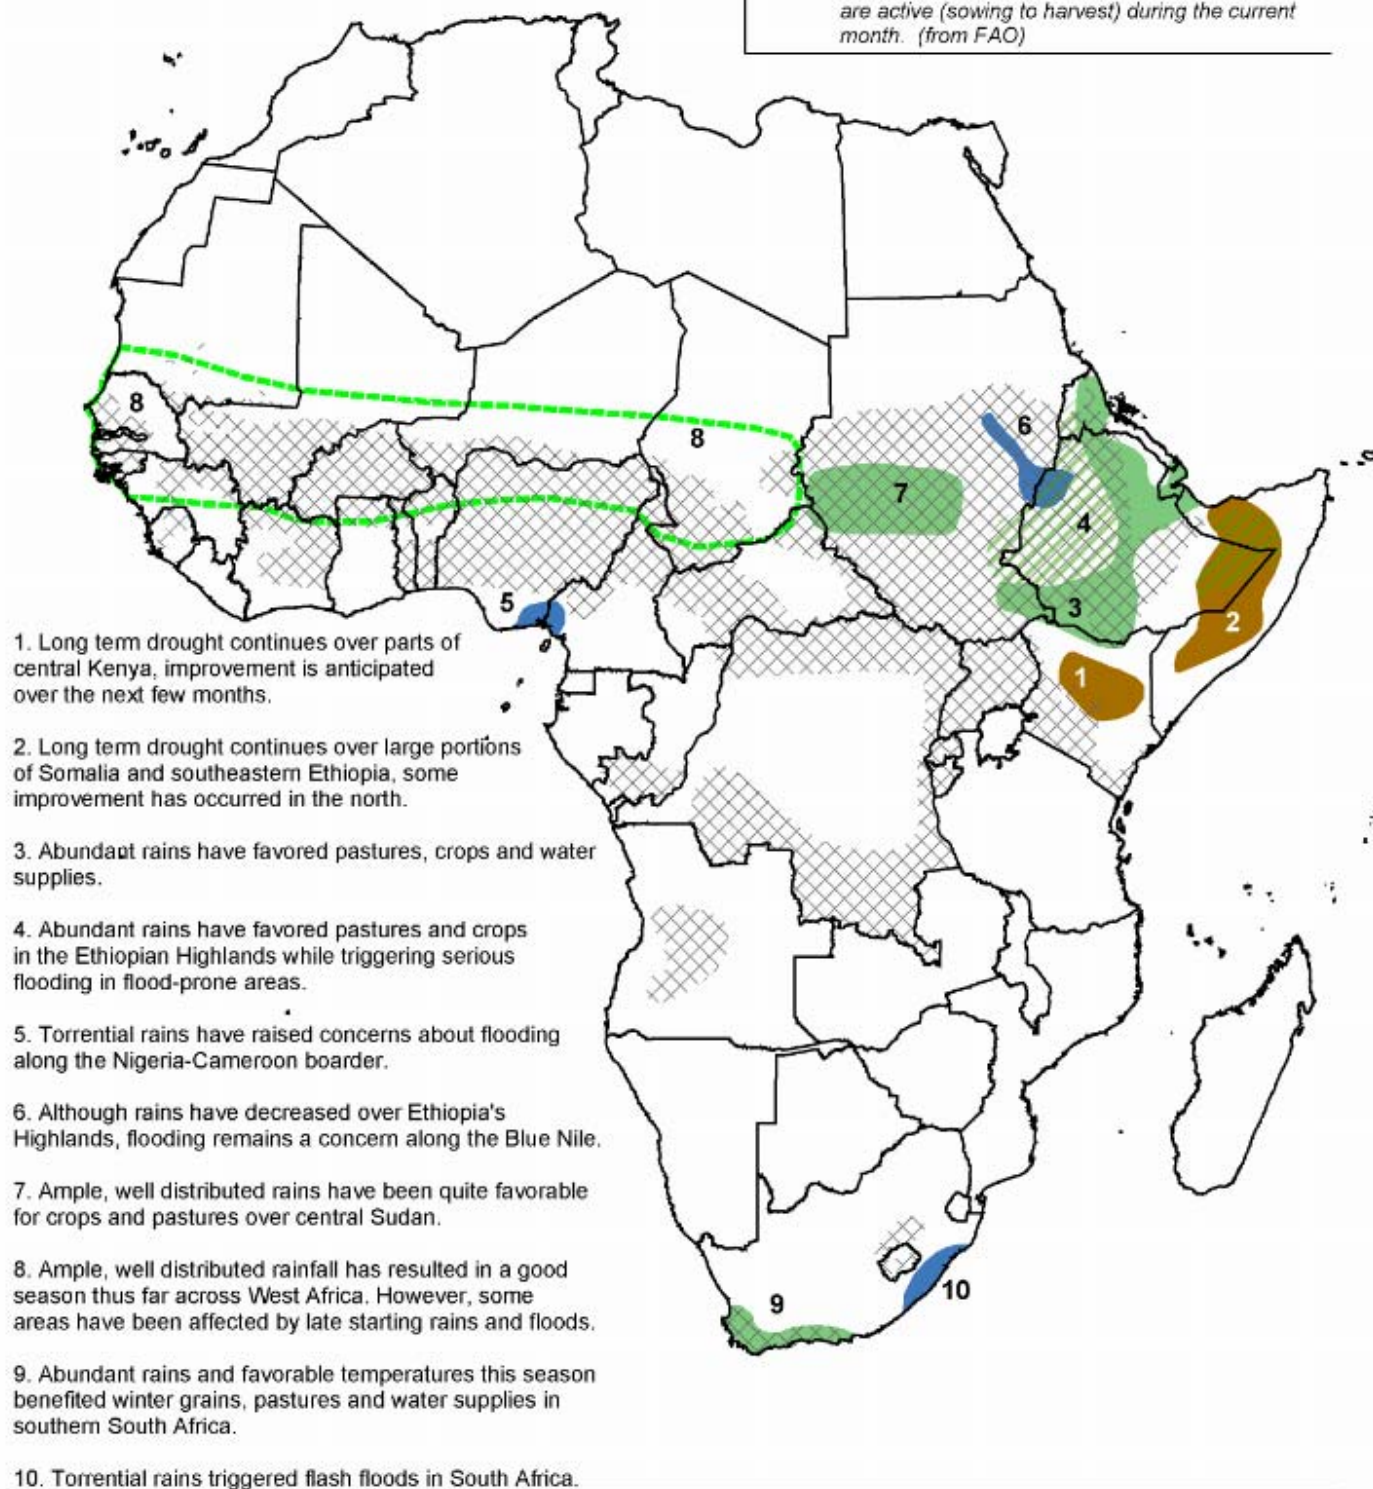 are active (sowing to harvest) during the current
month. (from FAO)
8
8
6
7
4
3
5
2
1
1. Long term drought continues over parts of
central Kenya, improvement is anticipated
over the next few months.
2. Long term drought continues over large portions
of Somalia and southeastern Ethiopia, some
improvement has occurred in the north.
3. Abundant rains have favored pastures, crops and water
supplies.
4. Abundant rains have favored pastures and crops
in the Ethiopian Highlands while triggering serious
flooding in flood-prone areas.
5. Torrential rains have raised concerns about flooding
along the Nigeria-Cameroon boarder.
6. Although rains have decreased over Ethiopia's
Highlands, flooding remains a concern along the Blue Nile.
7. Ample, well distributed rains have been quite favorable
for crops and pastures over central Sudan.
8. Ample, well distributed rainfall has resulted in a good
season thus far across West Africa. However, some
areas have been affected by late starting rains and floods.
9. Abundant rains and favorable temperatures this season
benefited winter grains, pastures and water supplies in
southern South Africa.
10. Torrential rains triggered flash floods in South Africa.
9
10